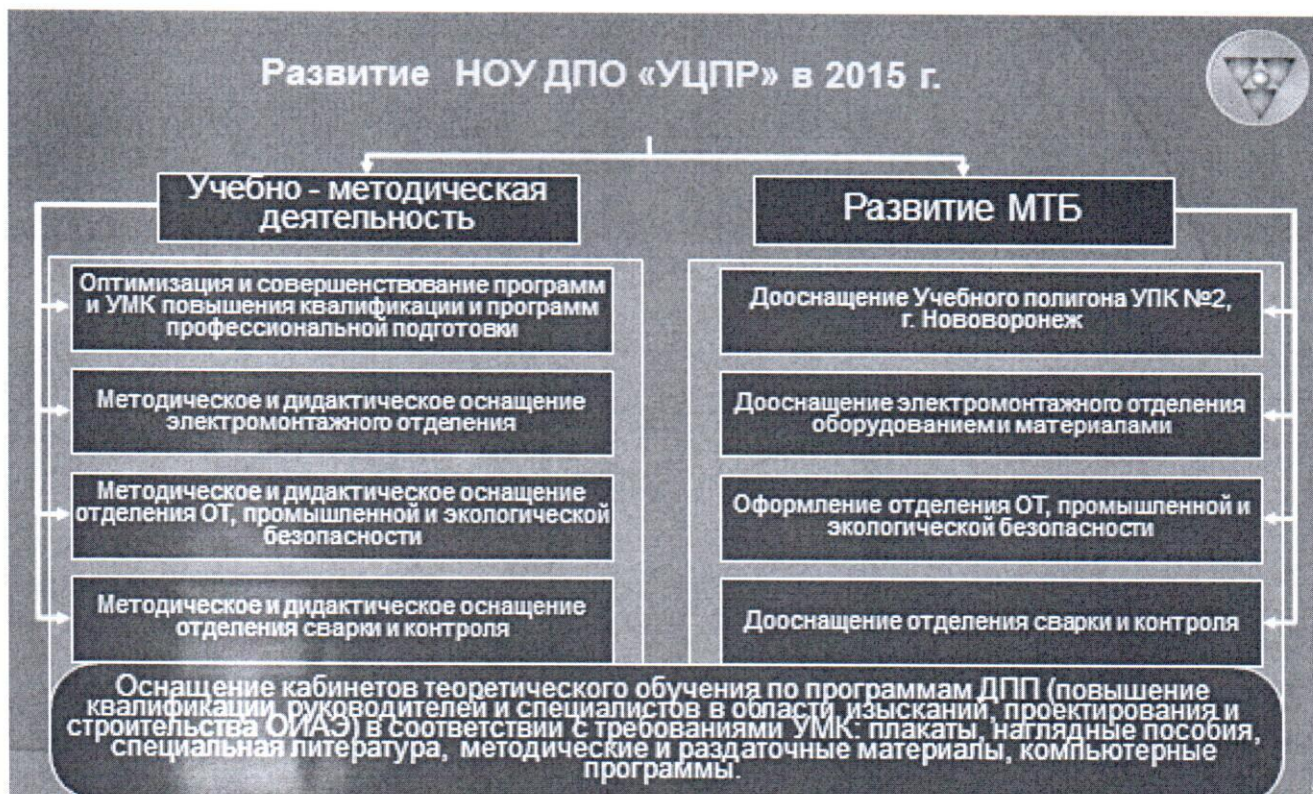 Развитие НОУ ДПО «УЦПР» в 2015 г.
Учебно - методическая
деятельность
Оптимизация и совершенствование программ
и УМК повышения квалификации и программ
профессиональной подготовки
Методическое и дидактическое оснащение
электромонтажного отделения
Методическое и дидактическое оснащение
отделения ОТ, промышленной и экологической
безопасности
Методическое и дидактическое оснащение
отделения сварки и контроля
Развитие МТБ
Дооснащение Учебного полигона УПК №2,
г. Нововоронеж
Дооснащение электромонтажного отделения
оборудованием и материалами
Оформление отделения ОТ, промышленной и
экологической безопасности
Дооснащение отделения сварки и контроля
Оснащение кабинетов теоретического обучения по программам ДПП (повышение
квалификации руководителей и специалистов в области изысканий, проектирования и
строительства ОИАЭ) в соответствии с требованиями УМК: плакаты, наглядные пособия,
специальная литература, методические и раздаточные материалы, компьютерные
программы.